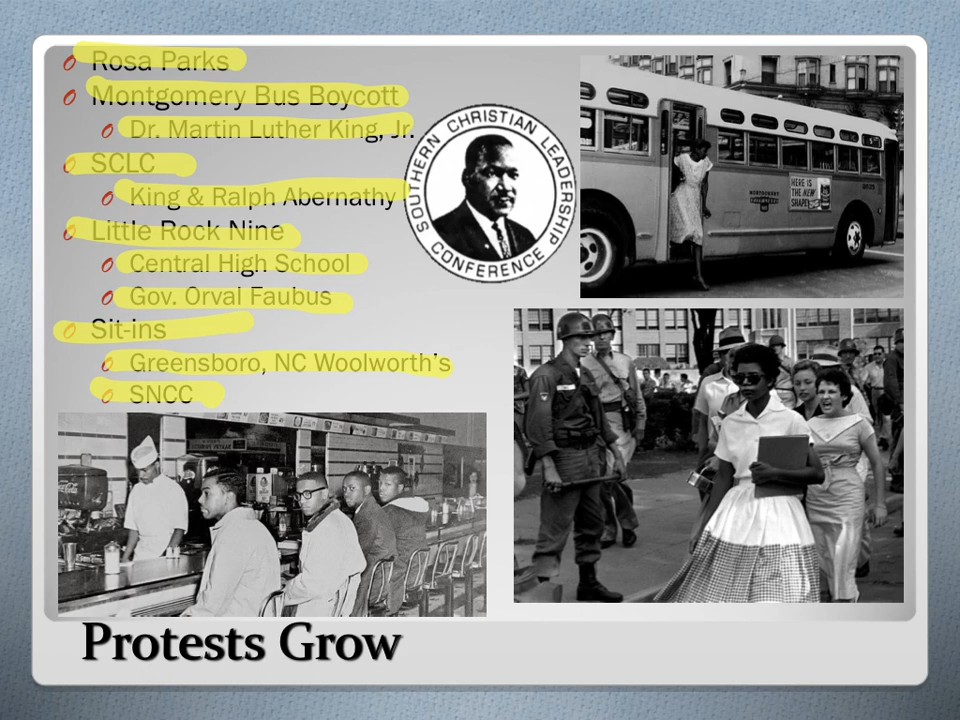 Rosa Parks
Montgomery Bus Boycott
Dr. Martin Luther King, Jr.
SCLC
King & Ralph Abernathy
Little Rock Nine
Central High School
Gov. Orval Faubus
Sit-ins
Greensboro, NC Woolworth's
SNCC
SOUTHERN CHRISTIAN LEADERSHIP CONFERENCE
HERE IS
THE NEW
SHAPE
Coca-Cola
Protests Grow